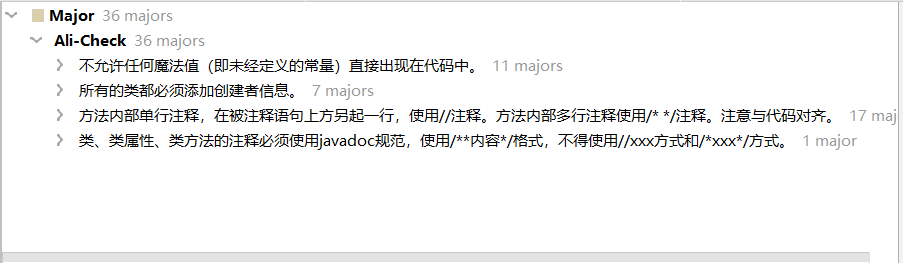 Major 36 majors
Ali-Check 36 majors
不允许任何魔法值（即未经定义的常量）直接出现在代码中。 11 majors
所有的类都必须添加创建者信息。 7 majors
方法内部单行注释，在被注释语句上方另起一行，使用//注释。方法内部多行注释使用/* */注释。注意与代码对齐。 17 maj
类、类属性、类方法的注释必须使用javadoc规范，使用/**内容*/格式，不得使用//xxx方式和/*xxx*/方式。 1 major